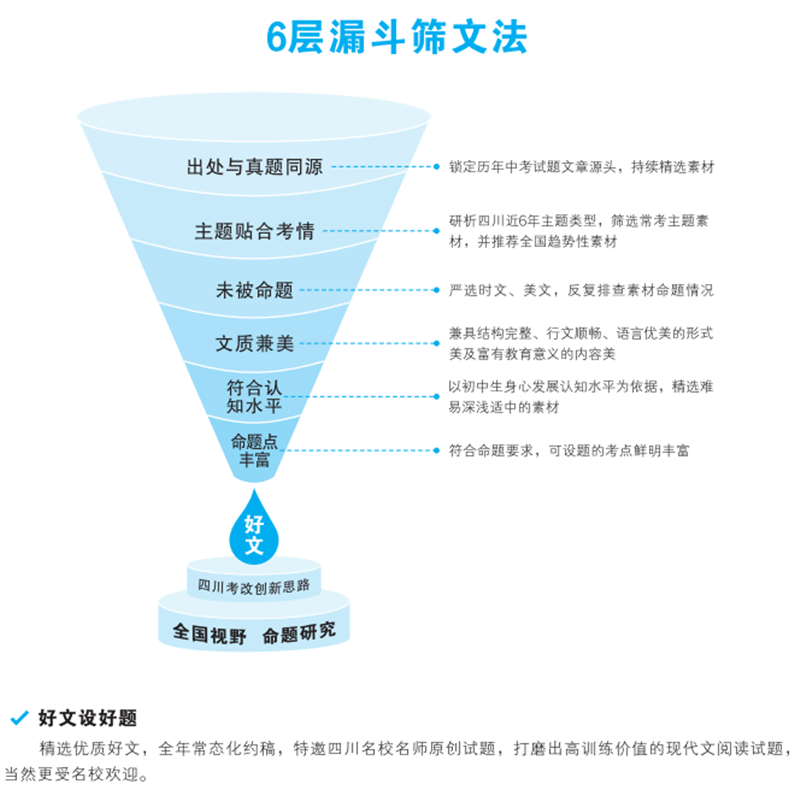 6层漏斗筛文法
出处与真题同源
锁定历年中考试题文章源头，持续精选素材
主题贴合考情
研析四川近6年主题类型，筛选常考主题素
材，并推荐全国趋势性素材
未被命题
严选时文、美文，反复排查素材命题情况
文质兼美
兼具结构完整、行文顺畅、语言优美的形式
美及富有教育意义的内容美
符合认
知水平
以初中生身心发展认知水平为依据，精选难
易深浅适中的素材
命题点
丰富
符合命题要求，可设题的考点鲜明丰富
好
文
四川考改创新思路
全国视野 命题研究
好文设好题
精选优质好文，全年常态化约稿，特邀四川名校名师原创试题，打磨出高训练价值的现代文阅读试题，
当然更受名校欢迎。